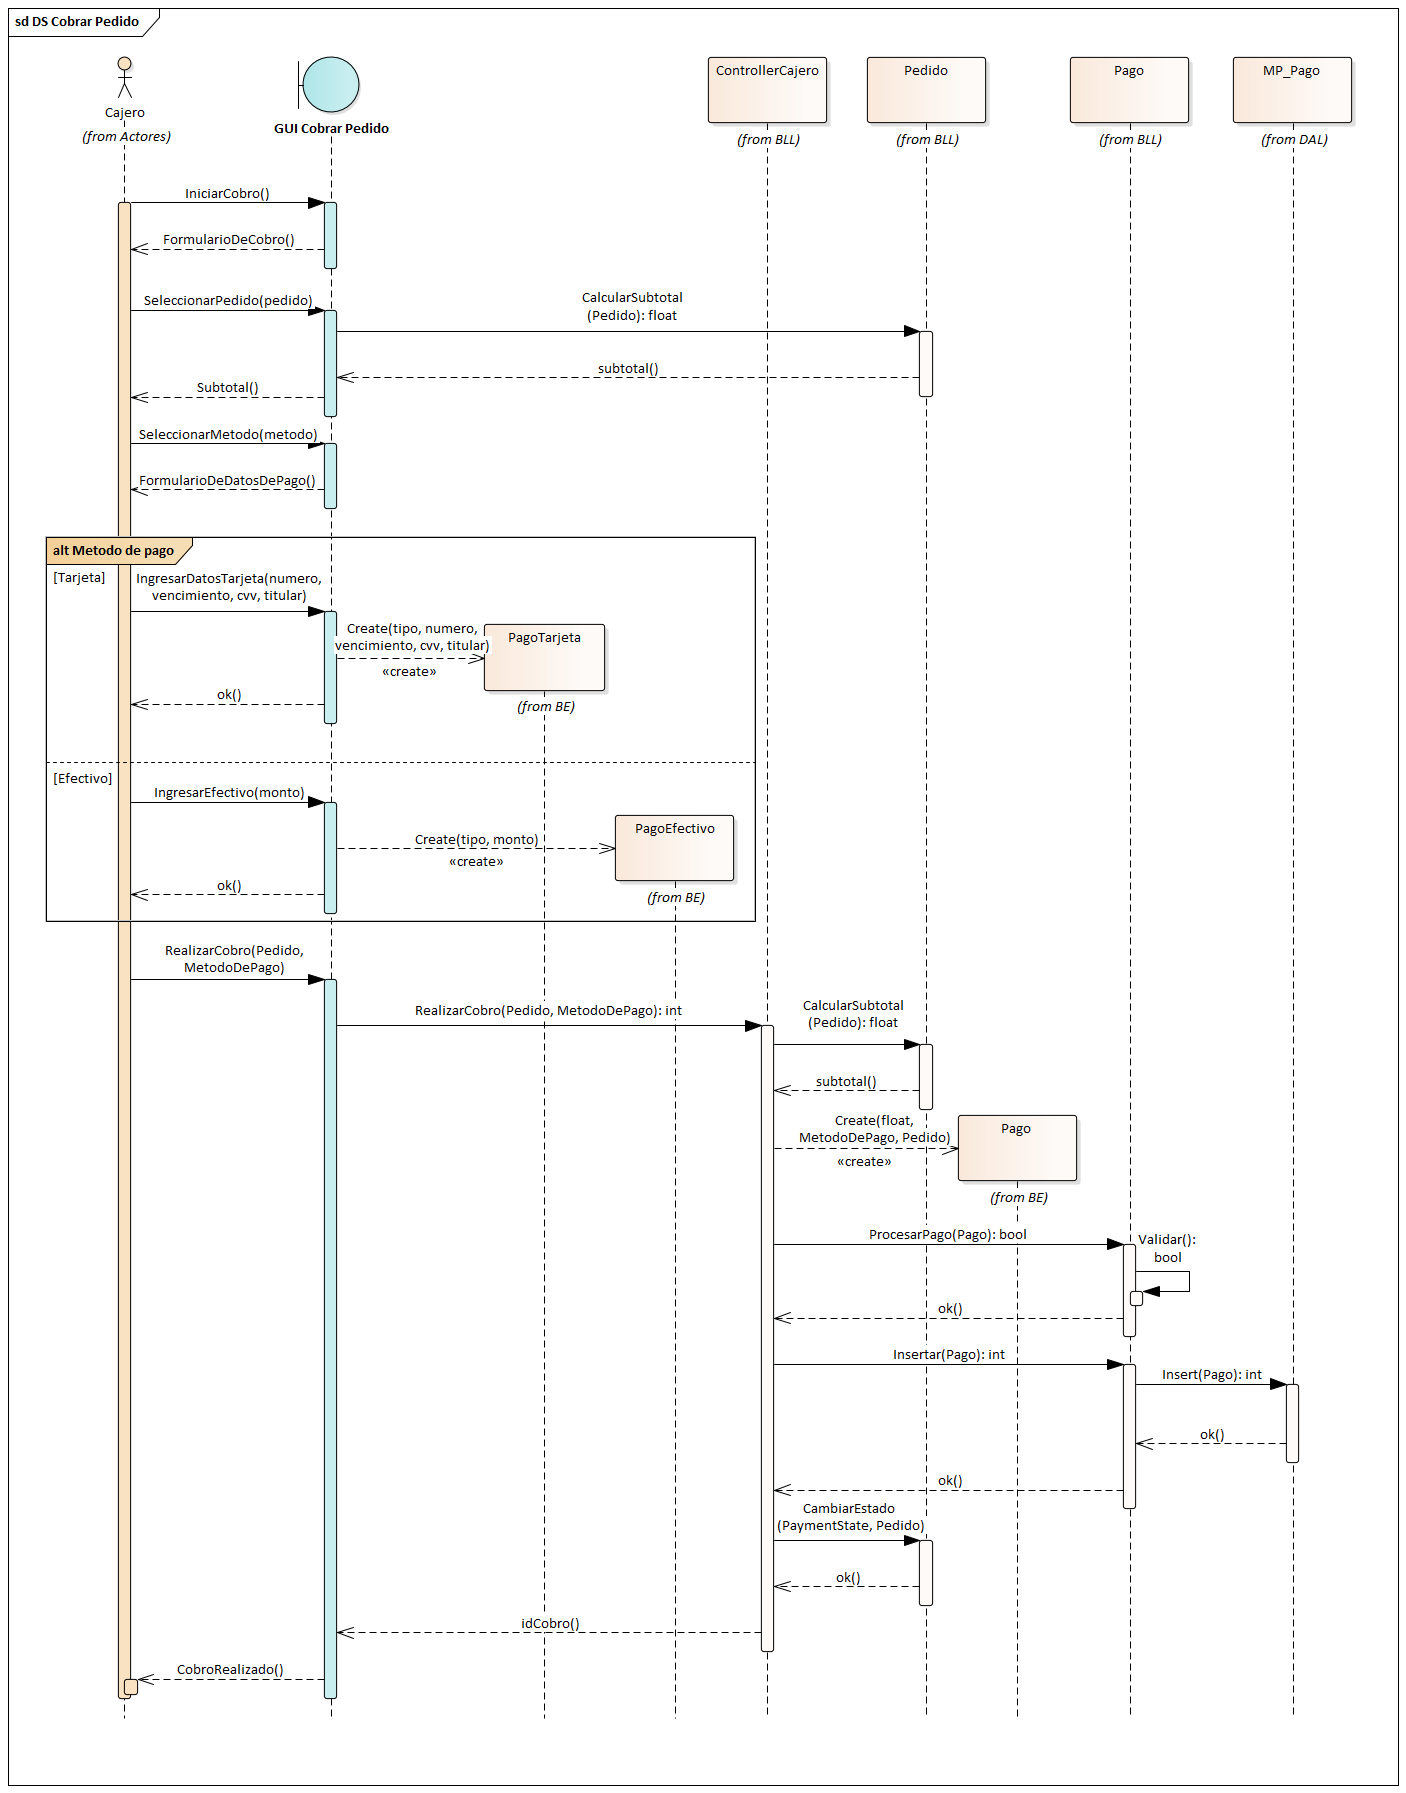 sd DS Cobrar Pedido
Cajero
(from Actores)
GUI Cobrar Pedido
ControllerCajero
(from BLL)
Pedido
(from BLL)
Pago
(from BLL)
MP_Pago
(from DAL)
IniciarCobro()
FormularioDeCobro()
SeleccionarPedido(pedido)
CalcularSubtotal
(Pedido): float
subtotal()
Subtotal()
SeleccionarMetodo(metodo)
FormularioDeDatosDePago()
alt Metodo de pago
[Tarjeta]
IngresarDatosTarjeta(numero,
vencimiento, cvv, titular)
Create(tipo, numero,
vencimiento, cvv, titular)
«create»
PagoTarjeta
(from BE)
ok()
[Efectivo]
IngresarEfectivo(monto)
Create(tipo, monto)
«create»
PagoEfectivo
(from BE)
ok()
RealizarCobro(Pedido,
MetodoDePago)
RealizarCobro(Pedido, MetodoDePago): int
CalcularSubtotal
(Pedido): float
subtotal()
Create(float,
MetodoDePago, Pedido)
«create»
Pago
(from BE)
ProcesarPago(Pago): bool
Validar():
bool
ok()
Insertar(Pago): int
Insert(Pago): int
ok()
ok()
CambiarEstado
(PaymentState, Pedido)
ok()
idCobro()
CobroRealizado()